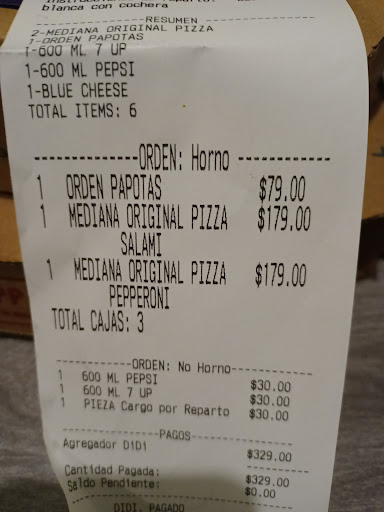 blanca con cochera
--------------RESUMEN --------------
2-MEDIANA ORIGINAL PIZZA
1-ORDEN PAPOTAS
1-600 ML 7 UP
1-600 ML PEPSI
1-BLUE CHEESE
TOTAL ITEMS: 6
-------------ORDEN: Horno -------------
1 ORDEN PAPOTAS $79.00
1 MEDIANA ORIGINAL PIZZA $179.00
SALAMI
1 MEDIANA ORIGINAL PIZZA $179.00
PEPPERONI
TOTAL CAJAS: 3
-----------ORDEN: No Horno-----------
1 600 ML PEPSI $30.00
1 600 ML 7 UP $30.00
1 PIEZA Cargo por Reparto $30.00
----------------PAGOS----------------
Agregador DIDI $329.00
Cantidad Pagada: $329.00
Saldo Pendiente: $0.00
DIDI. PAGADO